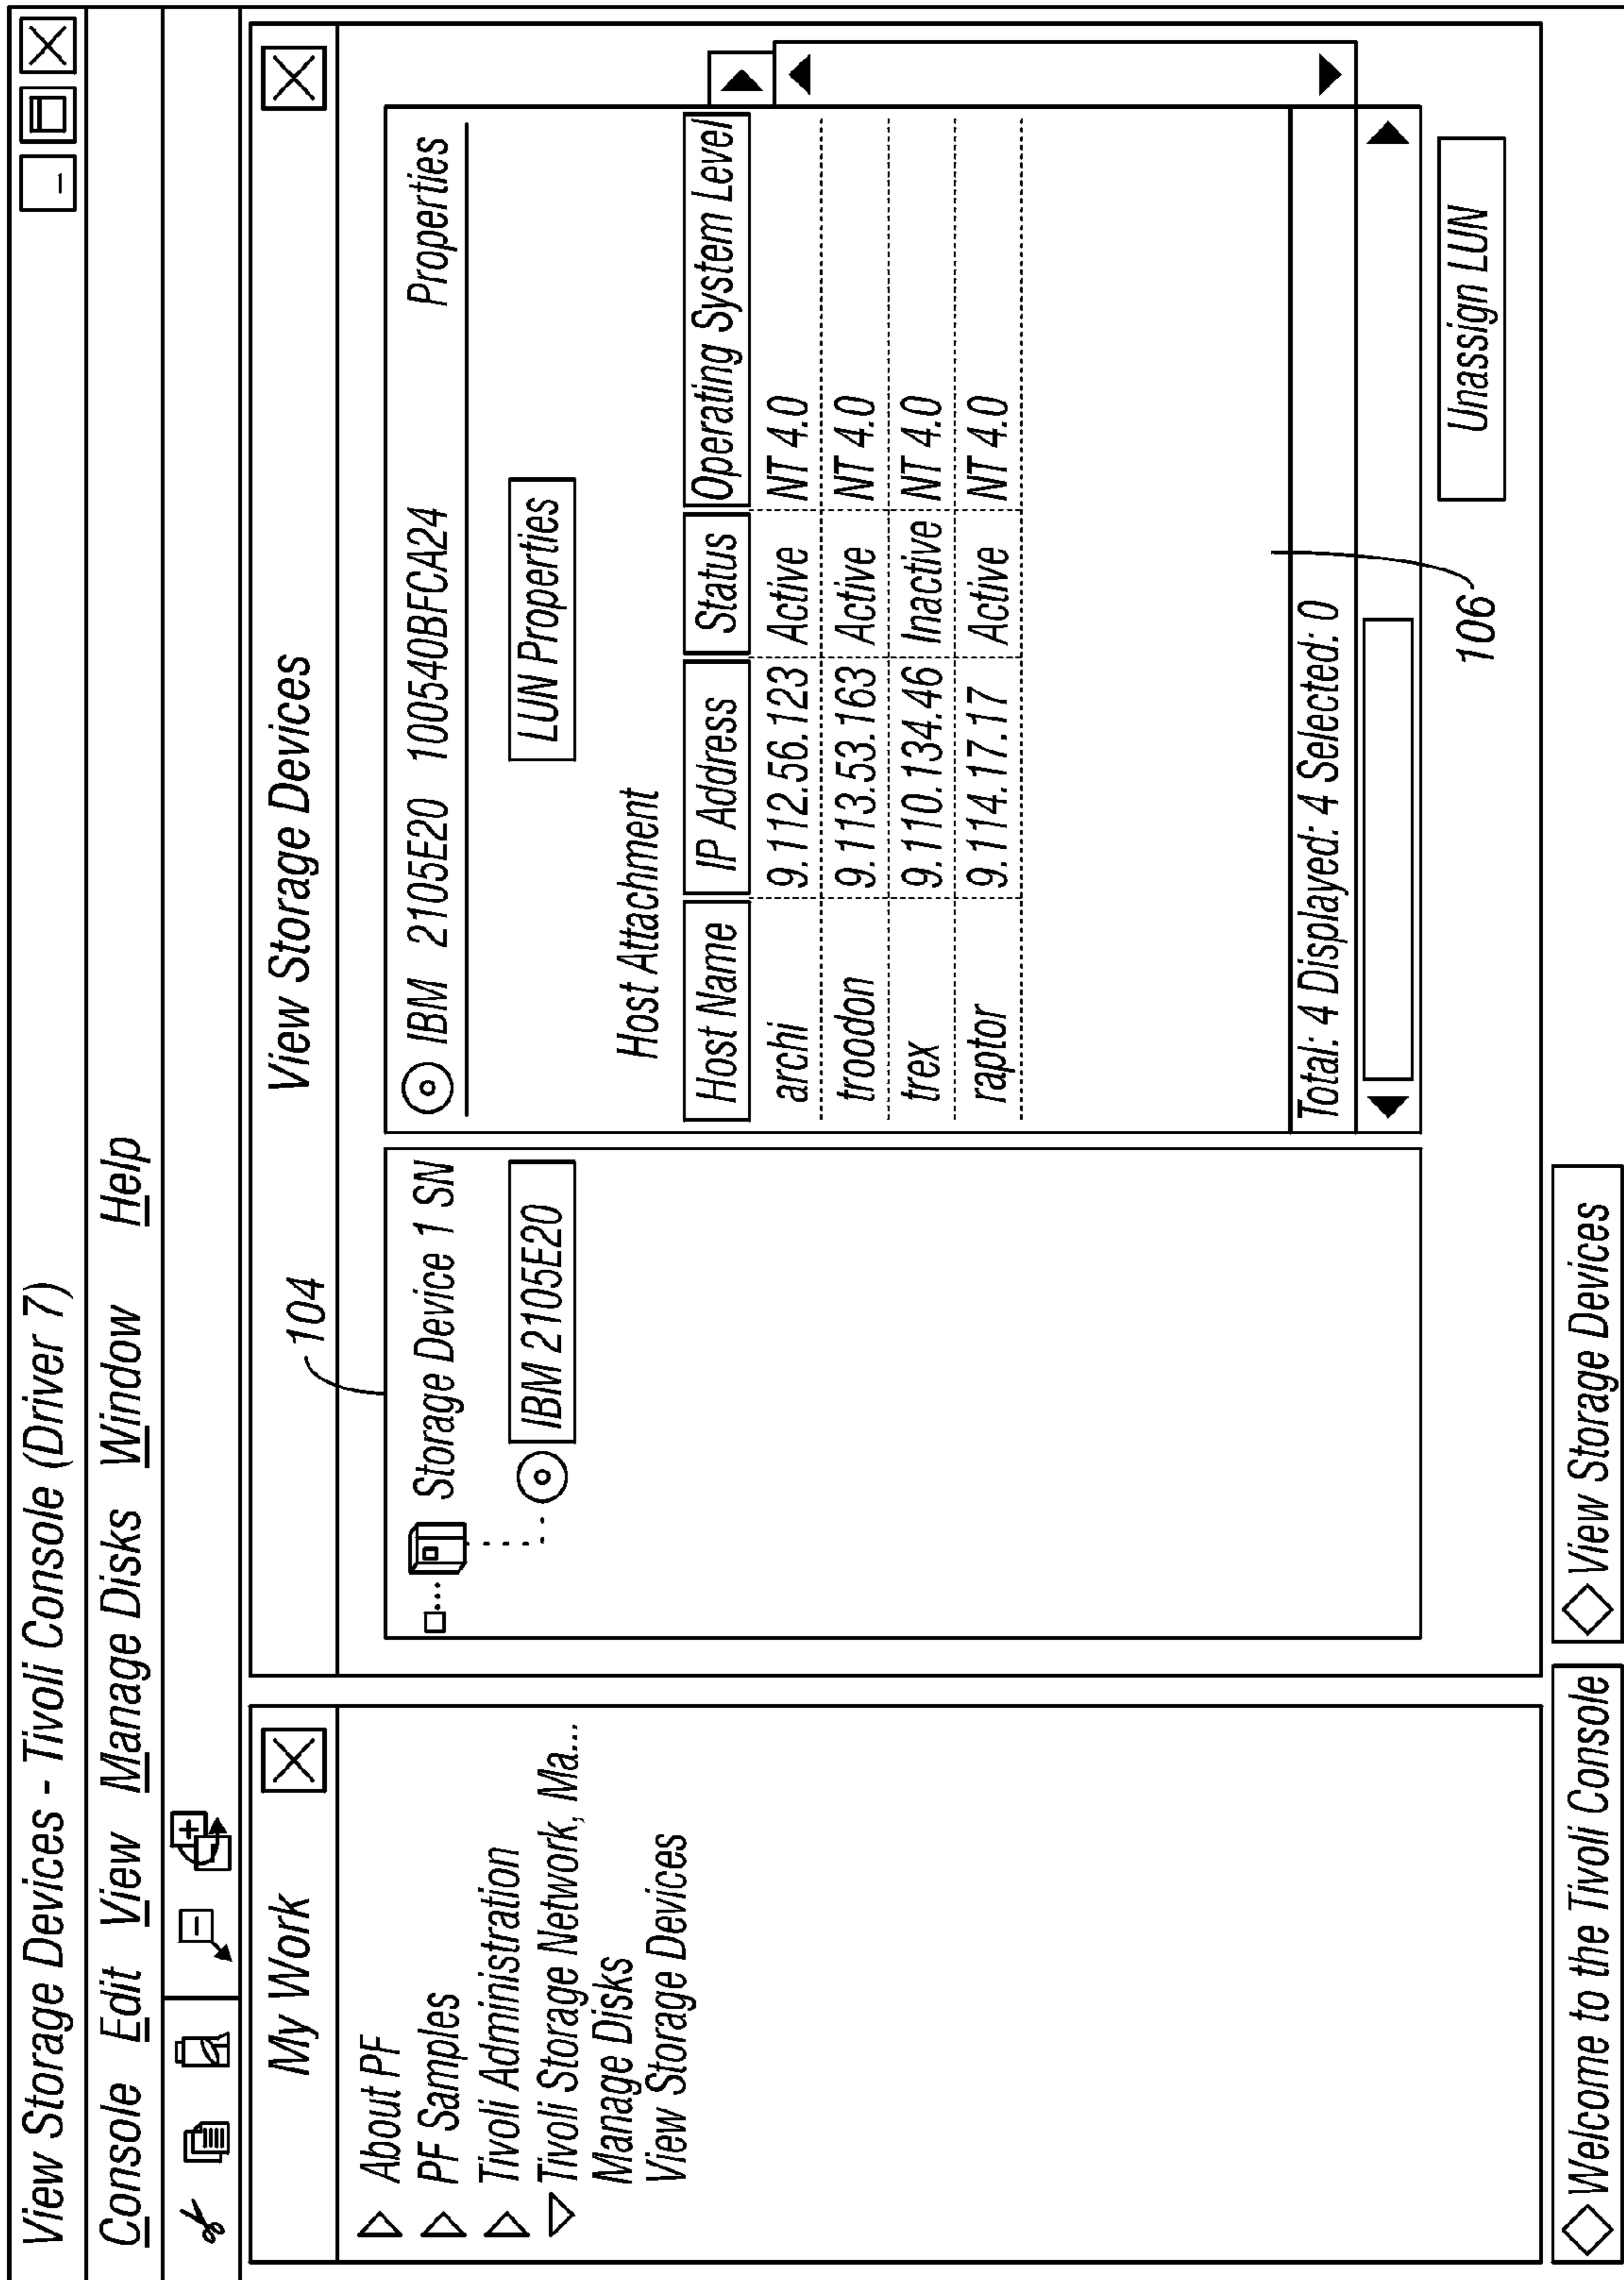 View Storage Devices - Tivoli Console (Driver 7)
Console Edit View Manage Disks Window Help
My Work
About PF
PF Samples
Tivoli Administration
Tivoli Storage Network, Ma...
Manage Disks
View Storage Devices
View Storage Devices
104
Storage Device 1 SN
IBM 2105E20
IBM 2105E20 100540BFCA24 Properties
LUN Properties
Host Attachment
Host Name IP Address Status Operating System Level
archi 9.112.56.123 Active NT 4.0
troodon 9.113.53.163 Active NT 4.0
trex 9.110.134.46 Inactive NT 4.0
raptor 9.114.17.17 Active NT 4.0
Total: 4 Displayed: 4 Selected: 0
106
Unassign LUN
Welcome to the Tivoli Console
View Storage Devices